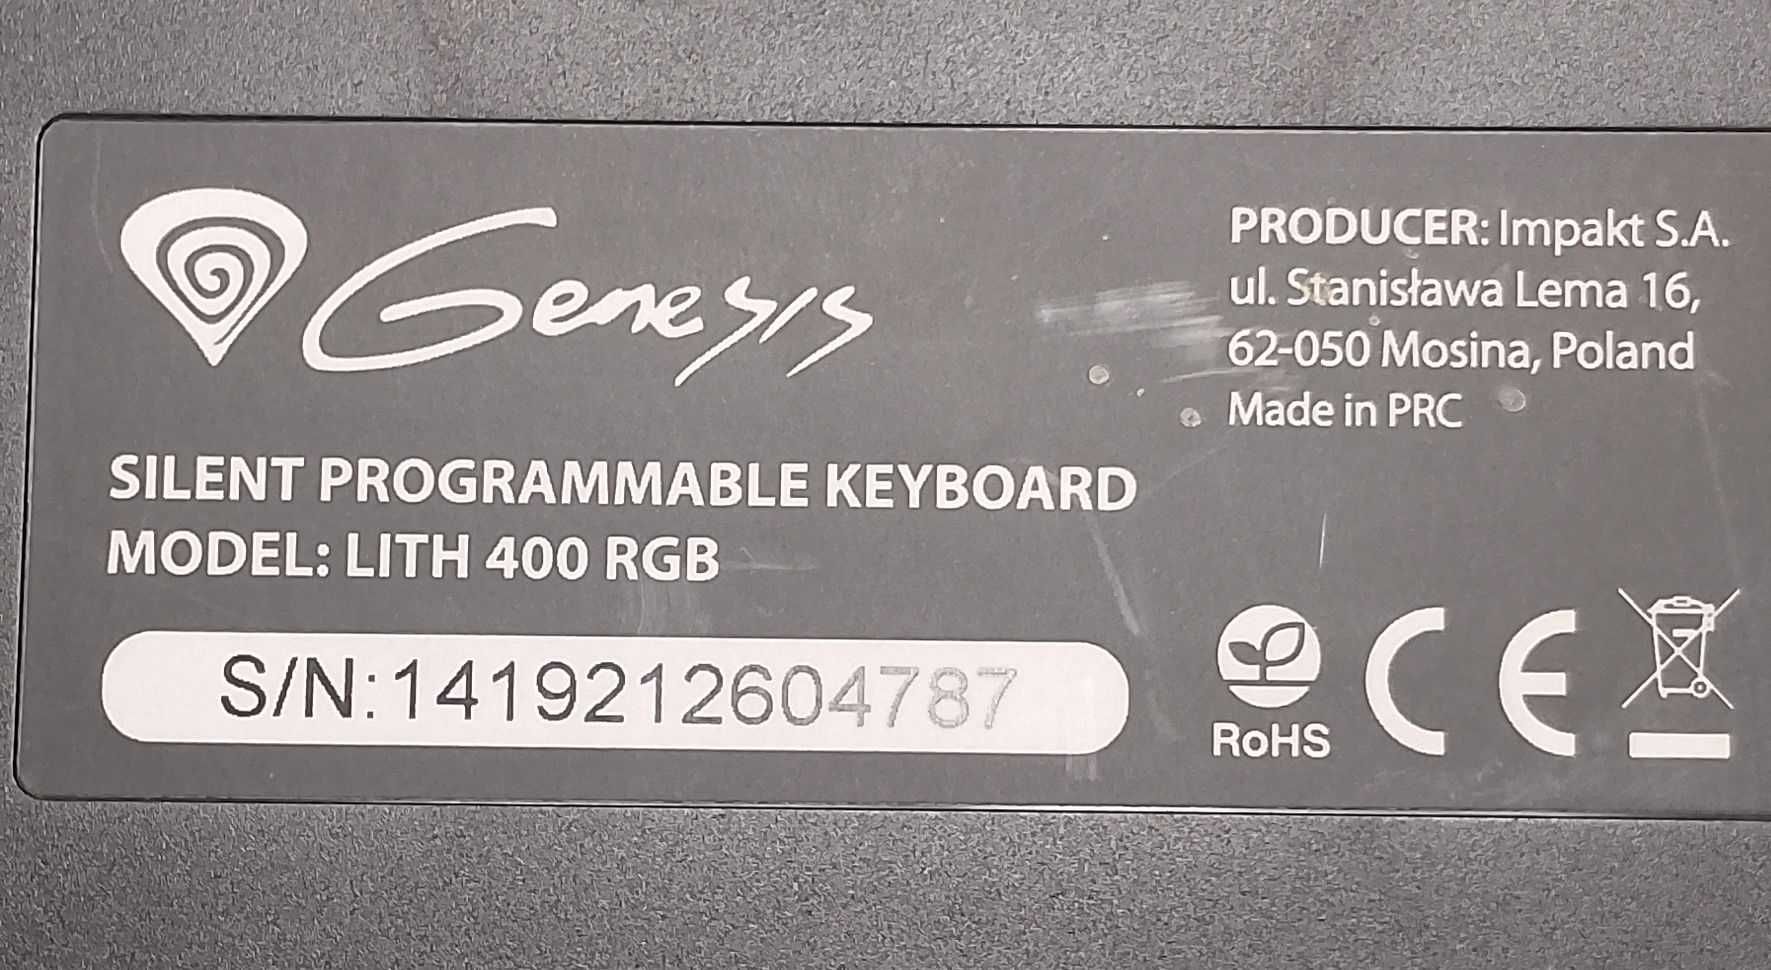 Genesis
SILENT PROGRAMMABLE KEYBOARD
MODEL: LITH 400 RGB
S/N:1419212604787
PRODUCER: Impakt S.A.
ul. Stanisława Lema 16,
62-050 Mosina, Poland
Made in PRC
RoHS
CE